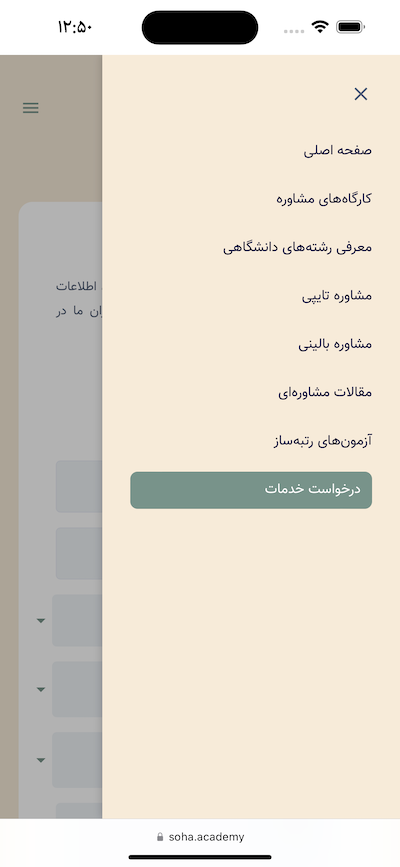 ۱۲:۵۰
صفحه اصلی
کارگاه‌های مشاوره
معرفی رشته‌های دانشگاهی
مشاوره تایپی
مشاوره بالینی
مقالات مشاوره‌ای
آزمون‌های رتبه‌ساز
درخواست خدمات
اطلاعات
ان ما در
soha.academy